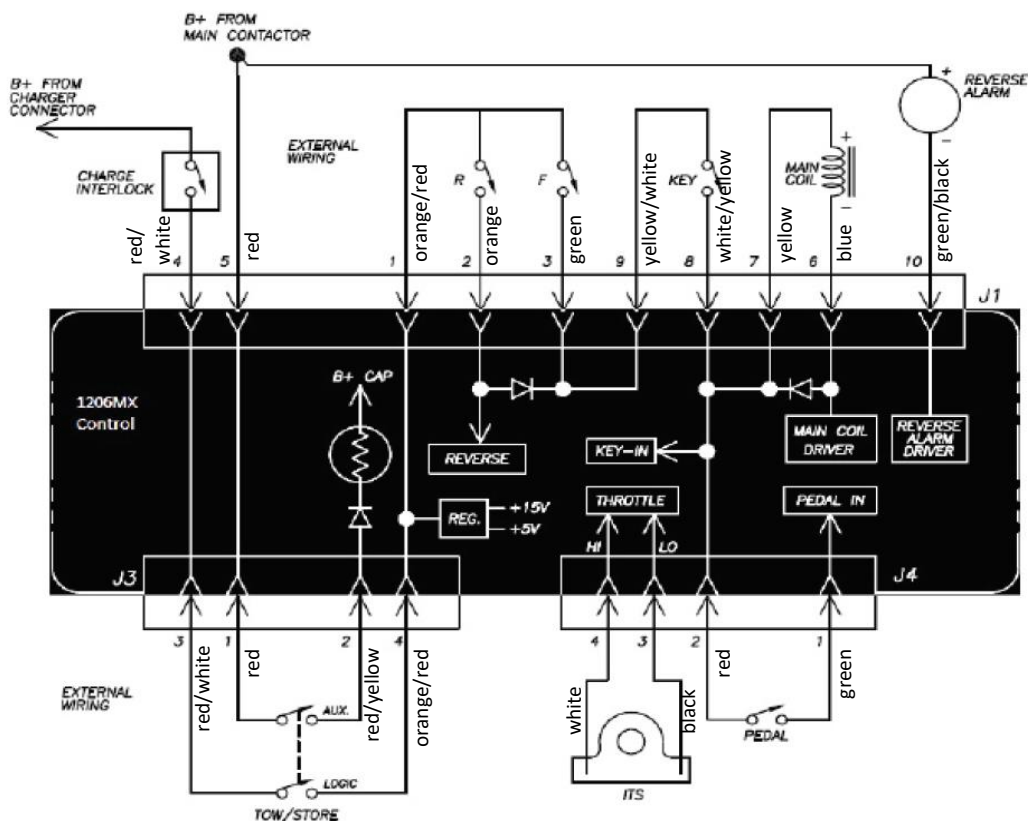 B+ FROM
MAIN CONTACTOR
B+ FROM
CHARGER
CONNECTOR
+
REVERSE
ALARM
-
EXTERNAL
WIRING
CHARGE
INTERLOCK
R
F
KEY
MAIN
COIL
+
-
red/
white
red
orange/red
orange
green
yellow/white
white/yellow
yellow
blue
green/black
4
5
1
2
3
9
8
7
6
10
J1
B+ CAP
1206MX
Control
REVERSE
KEY-IN
MAIN COIL
DRIVER
REVERSE
ALARM
DRIVER
REG.
+15V
+5V
THROTTLE
PEDAL IN
HI
LO
J3
J4
3
1
2
4
4
3
2
1
EXTERNAL
WIRING
red/white
red
red/yellow
orange/red
white
black
red
green
AUX.
LOGIC
TOW/STORE
ITS
PEDAL